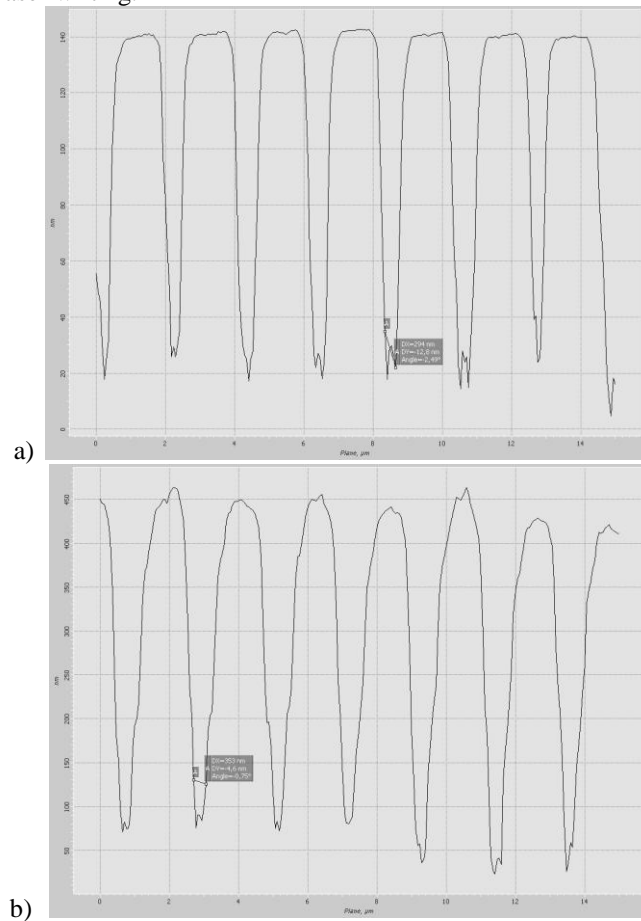 a)
140
120
100
80
60
40
20
0
nm
DX=294 nm
DY=-12,8 nm
Angle=-2,49°
0 2 4 6 8 10 12 14
Plane, µm
b)
450
400
350
300
250
200
150
100
50
nm
DX=353 nm
DY=-4,6 nm
Angle=-0,75°
0 2 4 6 8 10 12 14
Plane, µm